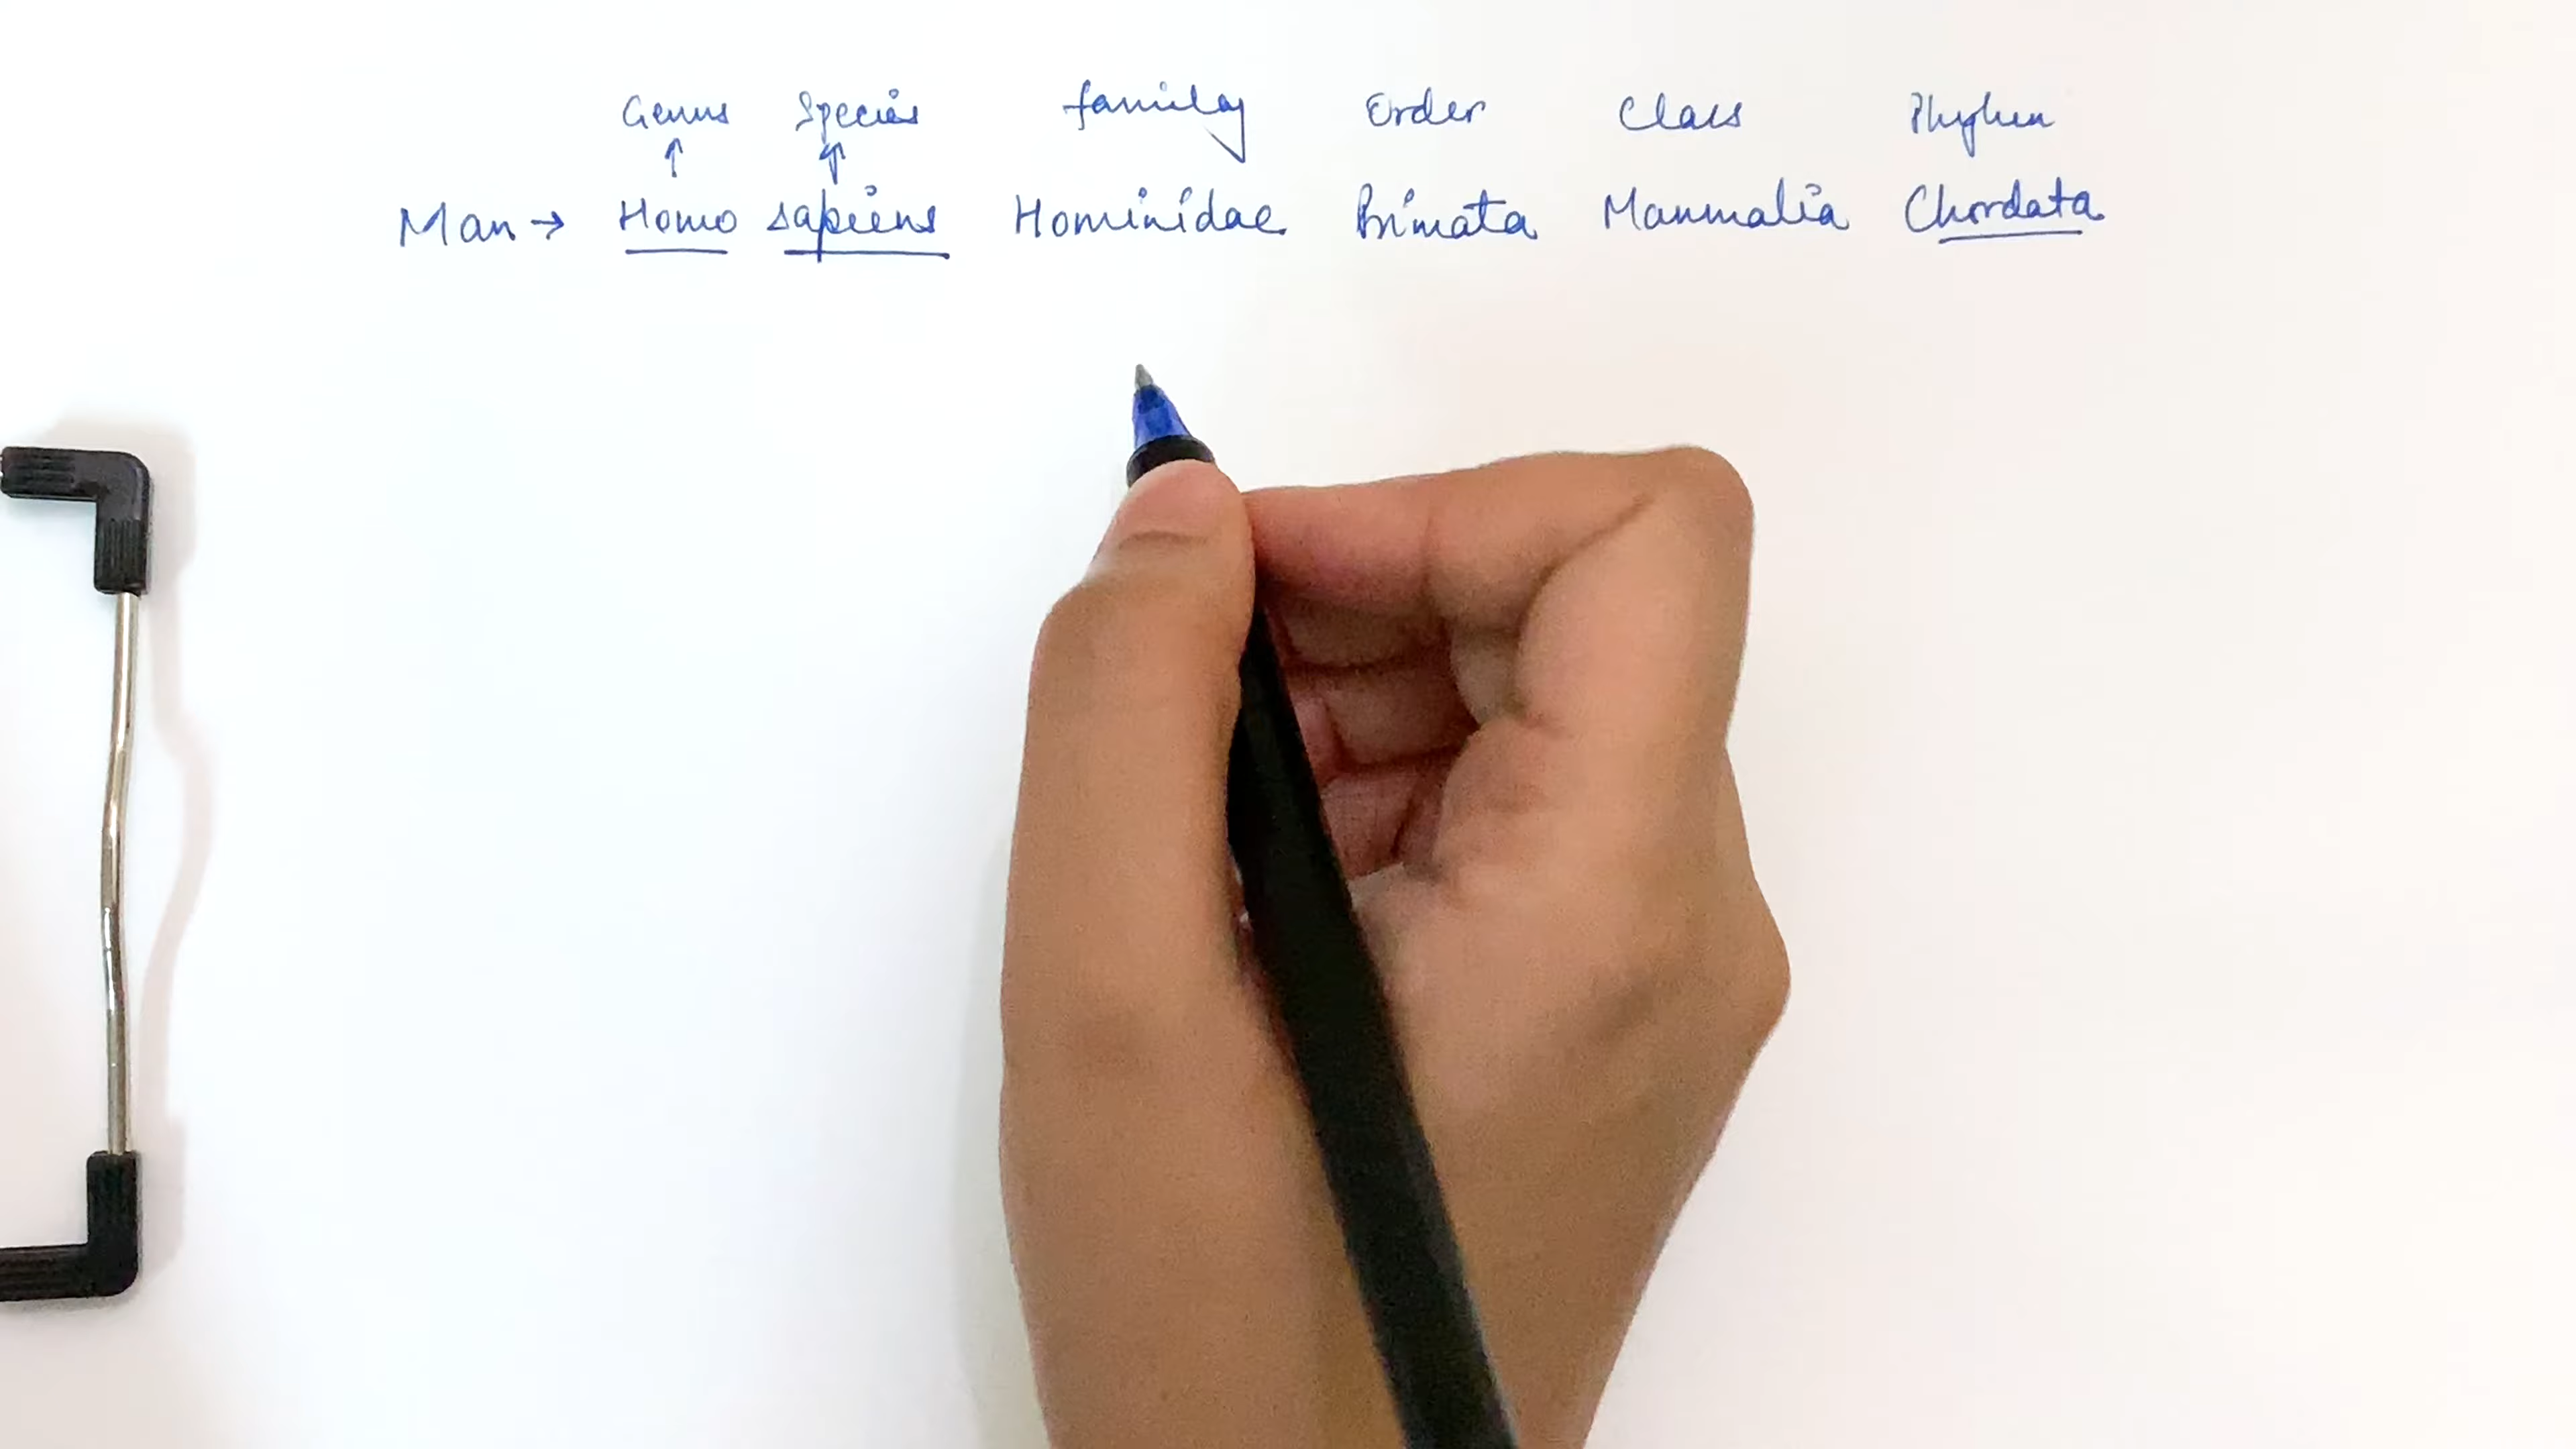 Genus Species family Order Class Phylum
↑ ↑
Man → Homo sapiens Hominidae Primata Mammalia Chordata